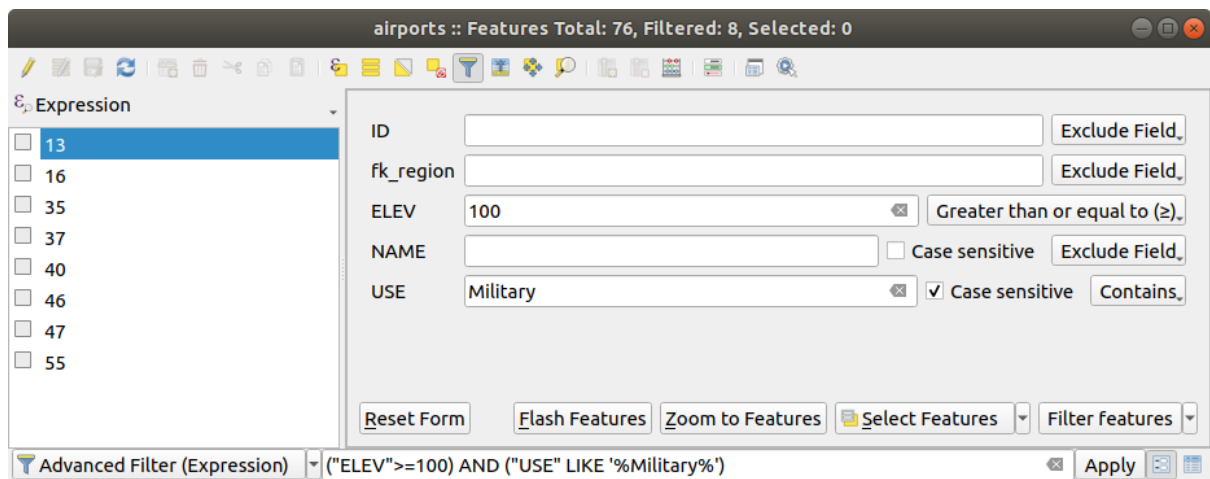 airports :: Features Total: 76, Filtered: 8, Selected: 0
Expression
13
16
35
37
40
46
47
55
ID Exclude Field
fk_region Exclude Field
ELEV 100 Greater than or equal to (≥)
NAME Case sensitive Exclude Field
USE Military Case sensitive Contains
Reset Form Flash Features Zoom to Features Select Features Filter features
Advanced Filter (Expression) ("ELEV">=100) AND ("USE" LIKE '%Military%') Apply